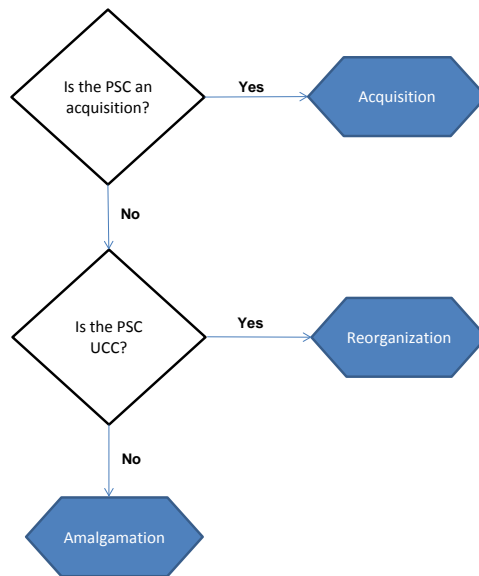 Is the PSC an
acquisition?
Yes
Acquisition
No
Is the PSC
UCC?
Yes
Reorganization
No
Amalgamation